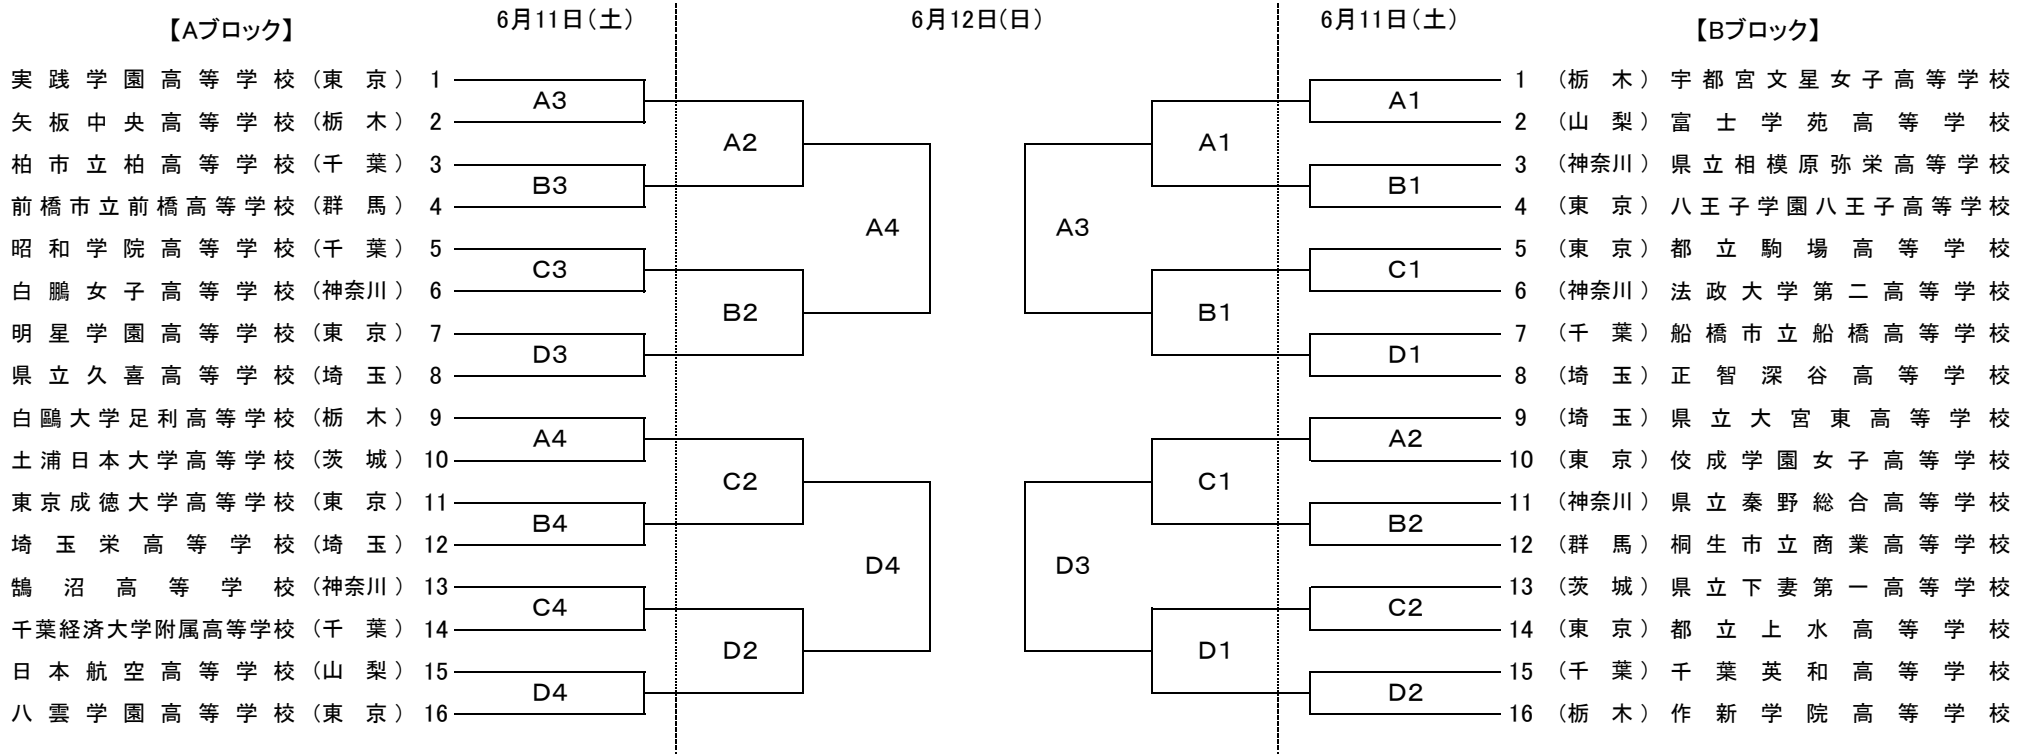 【Aブロック】 6月11日(土) 6月12日(日) 6月11日(土) 【Bブロック】
実践学園高等学校(東京) 1 1 (栃木) 宇都宮文星女子高等学校
A3 A1
矢板中央高等学校(栃木) 2 2 (山梨) 富士学苑高等学校
A2 A1
柏市立柏高等学校(千葉) 3 3 (神奈川) 県立相模原弥栄高等学校
B3 B1
前橋市立前橋高等学校(群馬) 4 4 (東京) 八王子学園八王子高等学校
A4 A3
昭和学院高等学校(千葉) 5 5 (東京) 都立駒場高等学校
C3 C1
白鵬女子高等学校(神奈川) 6 6 (神奈川) 法政大学第二高等学校
B2 B1
明星学園高等学校(東京) 7 7 (千葉) 船橋市立船橋高等学校
D3 D1
県立久喜高等学校(埼玉) 8 8 (埼玉) 正智深谷高等学校
白鷗大学足利高等学校(栃木) 9 9 (埼玉) 県立大宮東高等学校
A4 A2
土浦日本大学高等学校(茨城) 10 10 (東京) 佼成学園女子高等学校
C2 C1
東京成徳大学高等学校(東京) 11 11 (神奈川) 県立秦野総合高等学校
B4 B2
埼玉栄高等学校(埼玉) 12 12 (群馬) 桐生市立商業高等学校
D4 D3
鵠沼高等学校(神奈川) 13 13 (茨城) 県立下妻第一高等学校
C4 C2
千葉経済大学附属高等学校(千葉) 14 14 (東京) 都立上水高等学校
D2 D1
日本航空高等学校(山梨) 15 15 (千葉) 千葉英和高等学校
D4 D2
八雲学園高等学校(東京) 16 16 (栃木) 作新学院高等学校